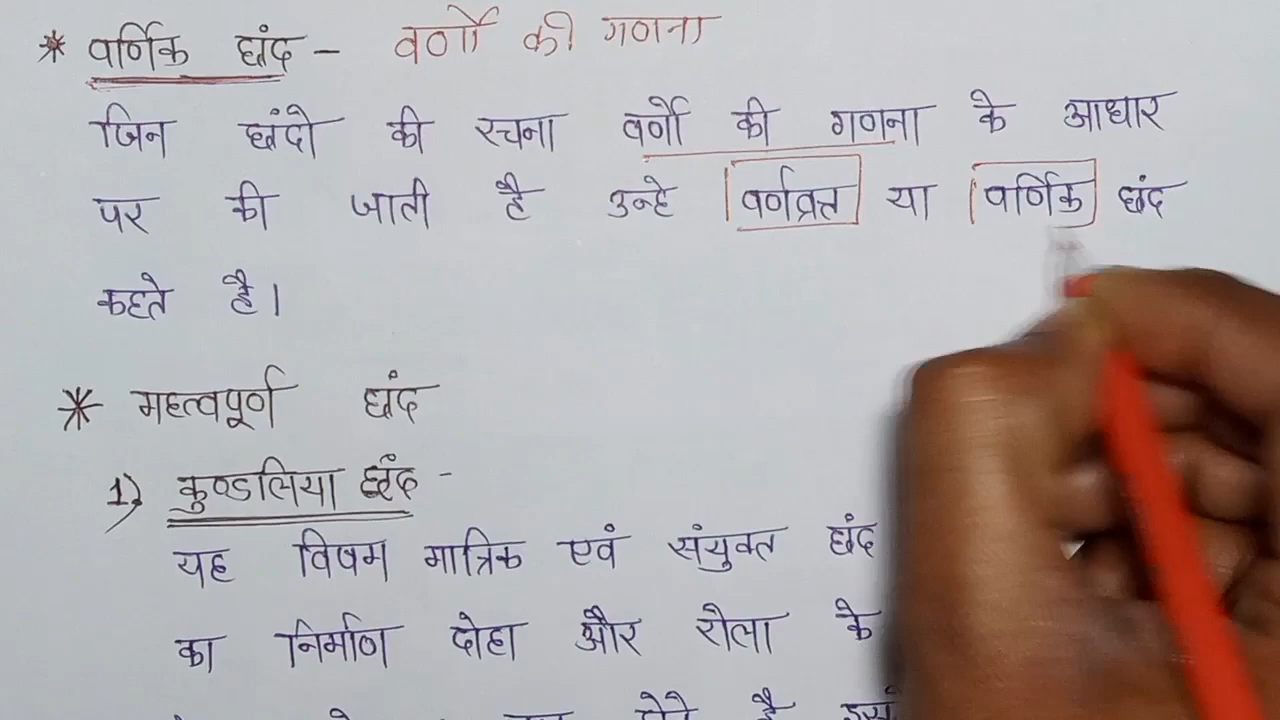 * वर्णिक छंद - वर्णो की गणना
जिन छंदो की रचना वर्णो की गणना के आधार
पर की जाती है उन्हे वर्णव्रत्त या वर्णिक छंद
कहते है।
* महत्वपूर्ण छंद
1) कुण्डलिया छंद -
यह विषम मात्रिक एवं संयुक्त छंद
का निर्माण दोहा और रोला के